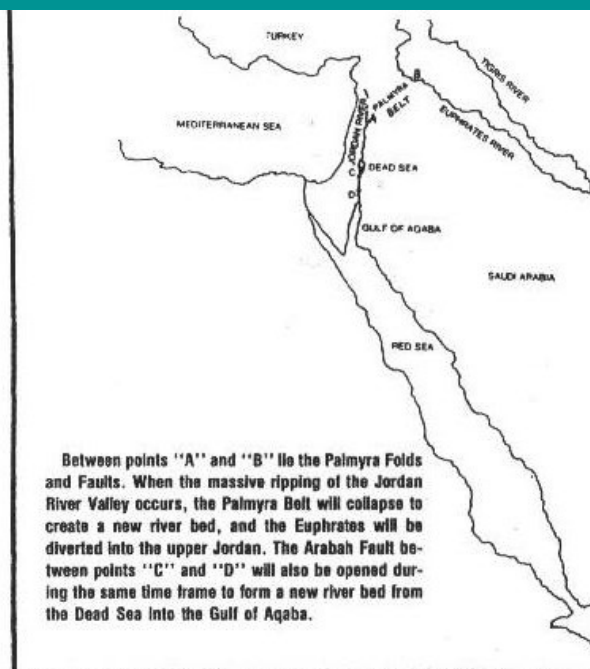 TURKEY
TIGRIS RIVER
B
PALMYRA
BELT
A
MEDITERRANEAN SEA
EUPHRATES RIVER
JORDAN RIVER
C
DEAD SEA
D
GULF OF AQABA
SAUDI ARABIA
RED SEA
Between points "A" and "B" lie the Palmyra Folds
and Faults. When the massive ripping of the Jordan
River Valley occurs, the Palmyra Belt will collapse to
create a new river bed, and the Euphrates will be
diverted into the upper Jordan. The Arabah Fault be-
tween points "C" and "D" will also be opened dur-
ing the same time frame to form a new river bed from
the Dead Sea into the Gulf of Aqaba.